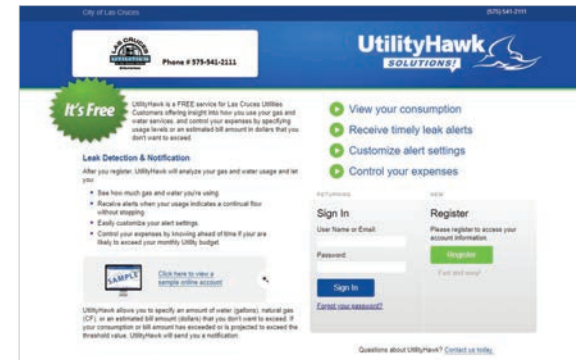 City of Las Cruces
(575) 541-2111
LAS CRUCES
UTILITIES
Phone # 575-541-2111
UtilityHawk
SOLUTIONS!
It's Free
UtilityHawk is a FREE service for Las Cruces Utilities
Customers offering insight into how you use your gas and
water services, and control your expenses by specifying
usage levels or an estimated bill amount in dollars that you
don't want to exceed.
Leak Detection & Notification
After you register, UtilityHawk will analyze your gas and water usage and let
you:
See how much gas and water you're using.
Receive alerts when your usage indicates a continual flow
without stopping.
Easily customize your alert settings.
Control your expenses by knowing ahead of time if your are
likely to exceed your monthly Utility budget.
SAMPLE
Click here to view a
sample online account
UtilityHawk allows you to specify an amount of water (gallons), natural gas
(CF), or an estimated bill amount (dollars) that you don't want to exceed. If
your consumption or bill amount has exceeded or is projected to exceed the
threshold value, UtilityHawk will send you a notification.
View your consumption
Receive timely leak alerts
Customize alert settings
Control your expenses
RETURNING
Sign In
User Name or Email:
Password:
Sign In
Forgot your password?
NEW
Register
Please register to access your
account information.
Register
Fast and easy!
Questions about UtilityHawk? Contact us today.